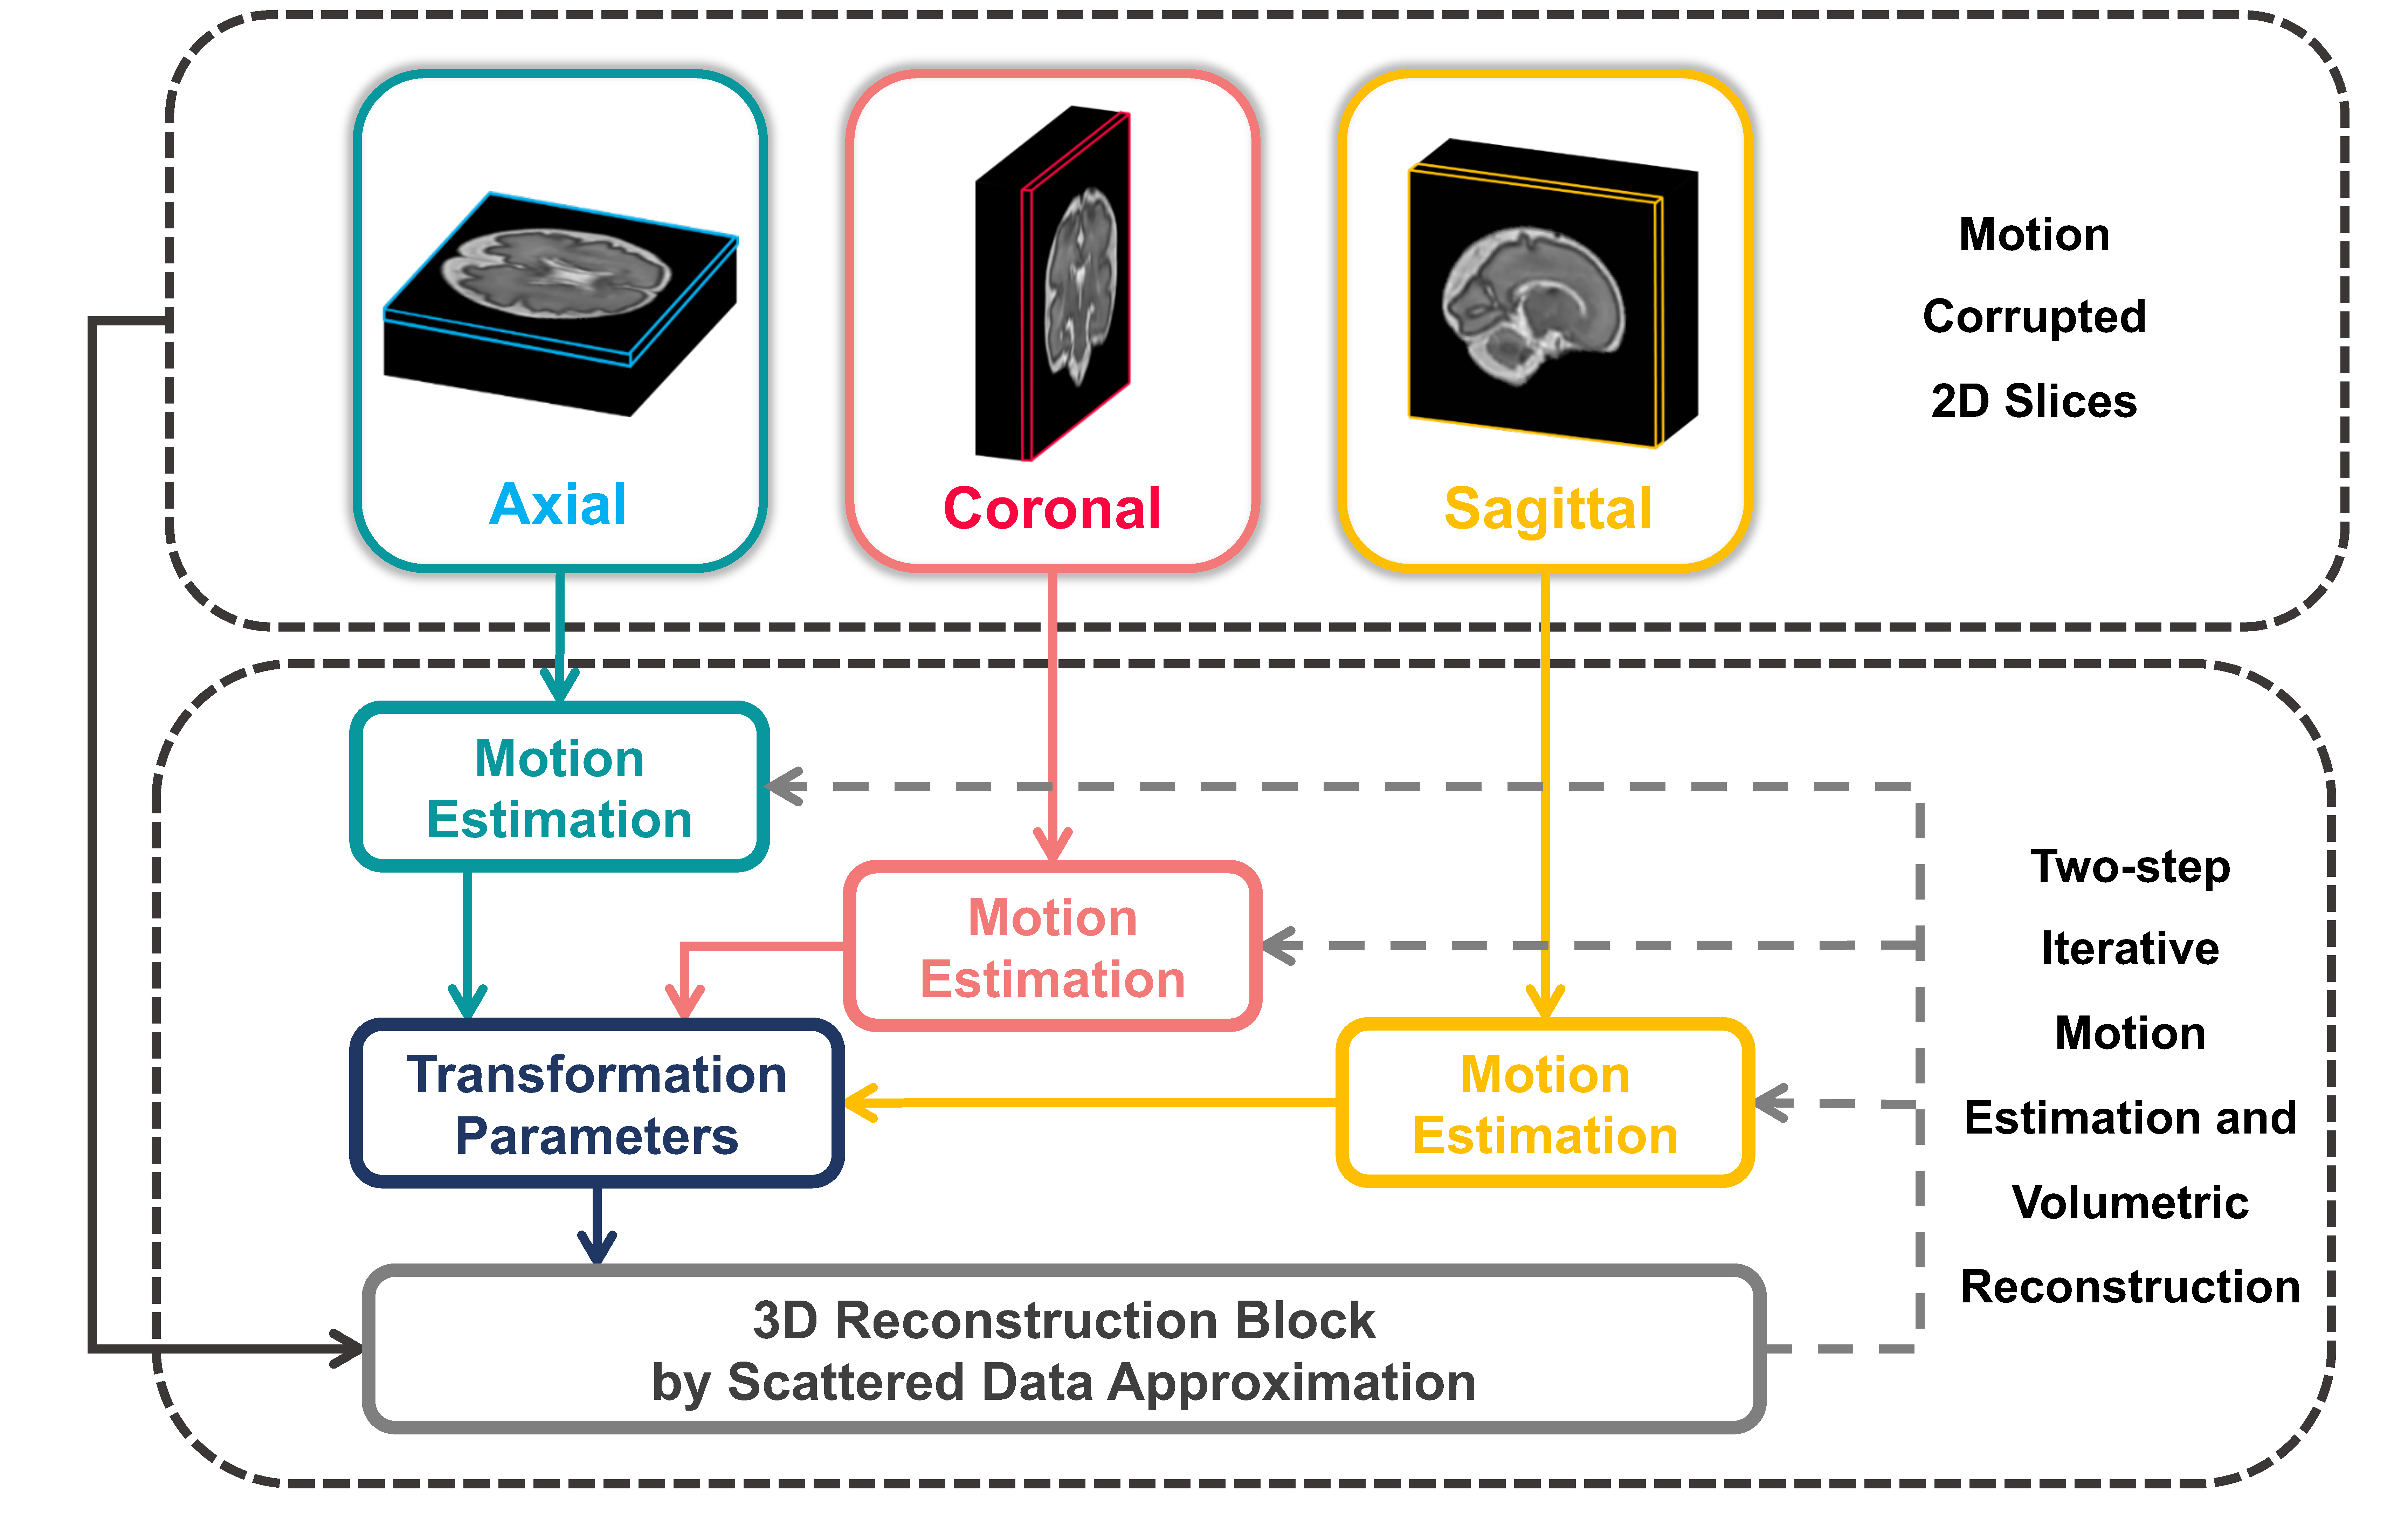 Axial
Coronal
Sagittal
Motion
Corrupted
2D Slices
Motion
Estimation
Motion
Estimation
Motion
Estimation
Transformation
Parameters
3D Reconstruction Block
by Scattered Data Approximation
Two-step
Iterative
Motion
Estimation and
Volumetric
Reconstruction